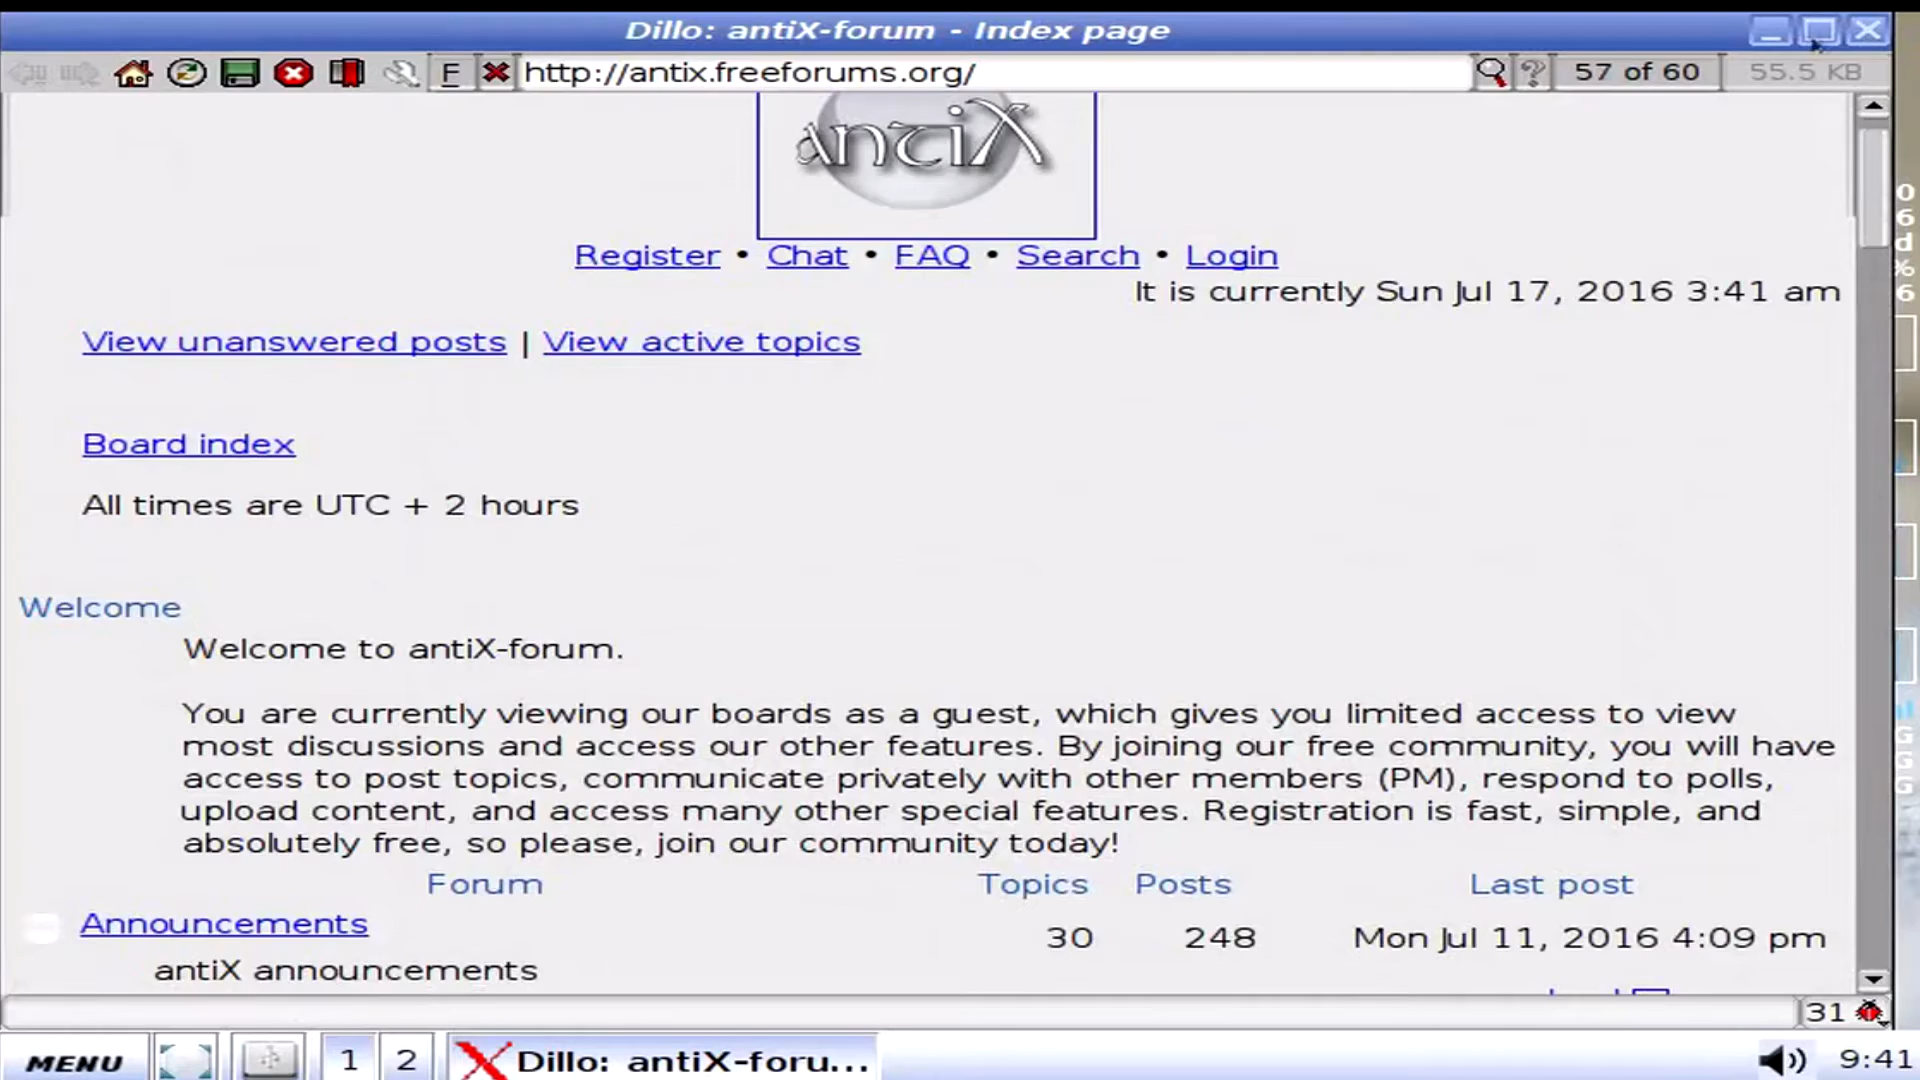 Dillo: antiX-forum - Index page
F http://antix.freeforums.org/ ? 57 of 60 55.5 KB
antiX
Register • Chat • FAQ • Search • Login
It is currently Sun Jul 17, 2016 3:41 am
View unanswered posts | View active topics
Board index
All times are UTC + 2 hours
Welcome
Welcome to antiX-forum.
You are currently viewing our boards as a guest, which gives you limited access to view
most discussions and access our other features. By joining our free community, you will have
access to post topics, communicate privately with other members (PM), respond to polls,
upload content, and access many other special features. Registration is fast, simple, and
absolutely free, so please, join our community today!
Forum Topics Posts Last post
Announcements 30 248 Mon Jul 11, 2016 4:09 pm
antiX announcements
31
MENU 1 2 Dillo: antiX-foru... 9:41
0
6
d
%
6
G
G
G